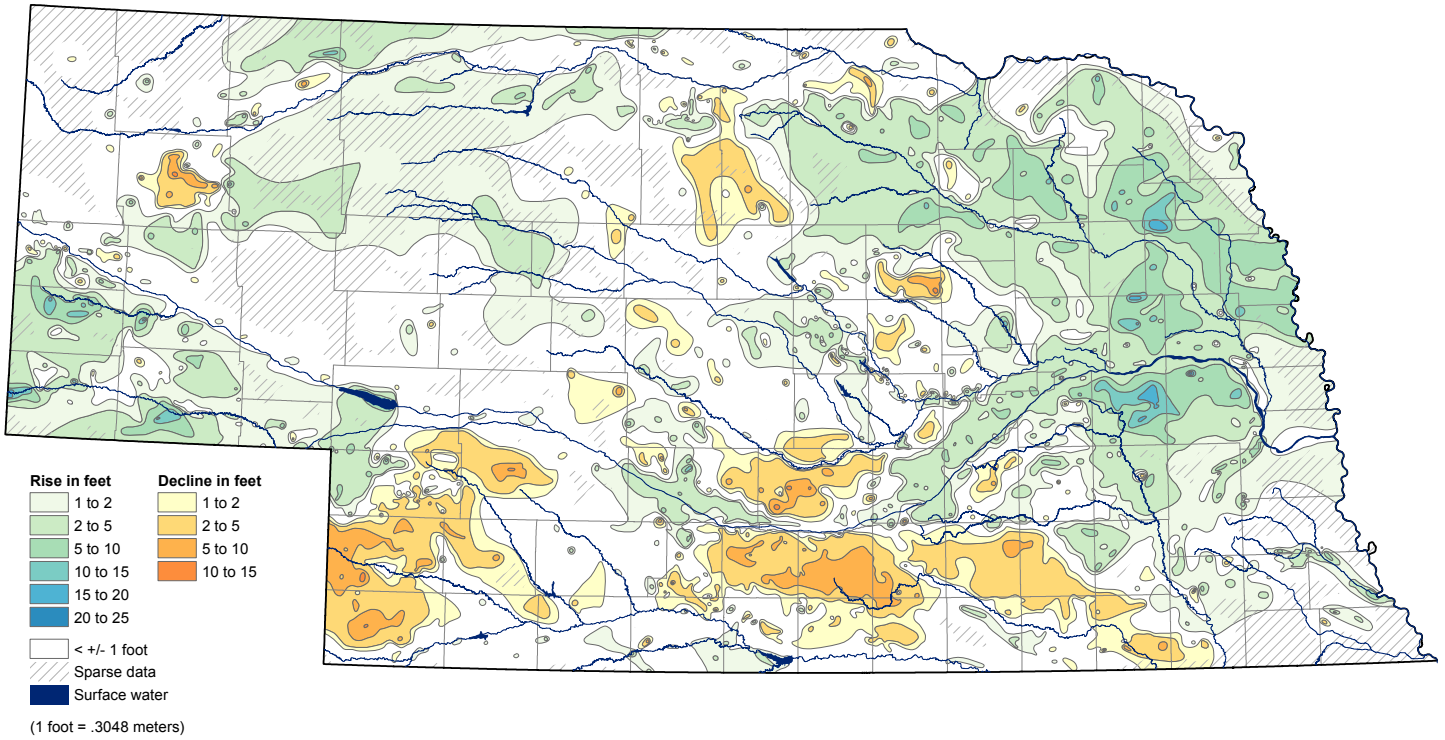 Rise in feet
1 to 2
2 to 5
5 to 10
10 to 15
15 to 20
20 to 25
Decline in feet
1 to 2
2 to 5
5 to 10
10 to 15
< +/- 1 foot
Sparse data
Surface water
(1 foot = .3048 meters)